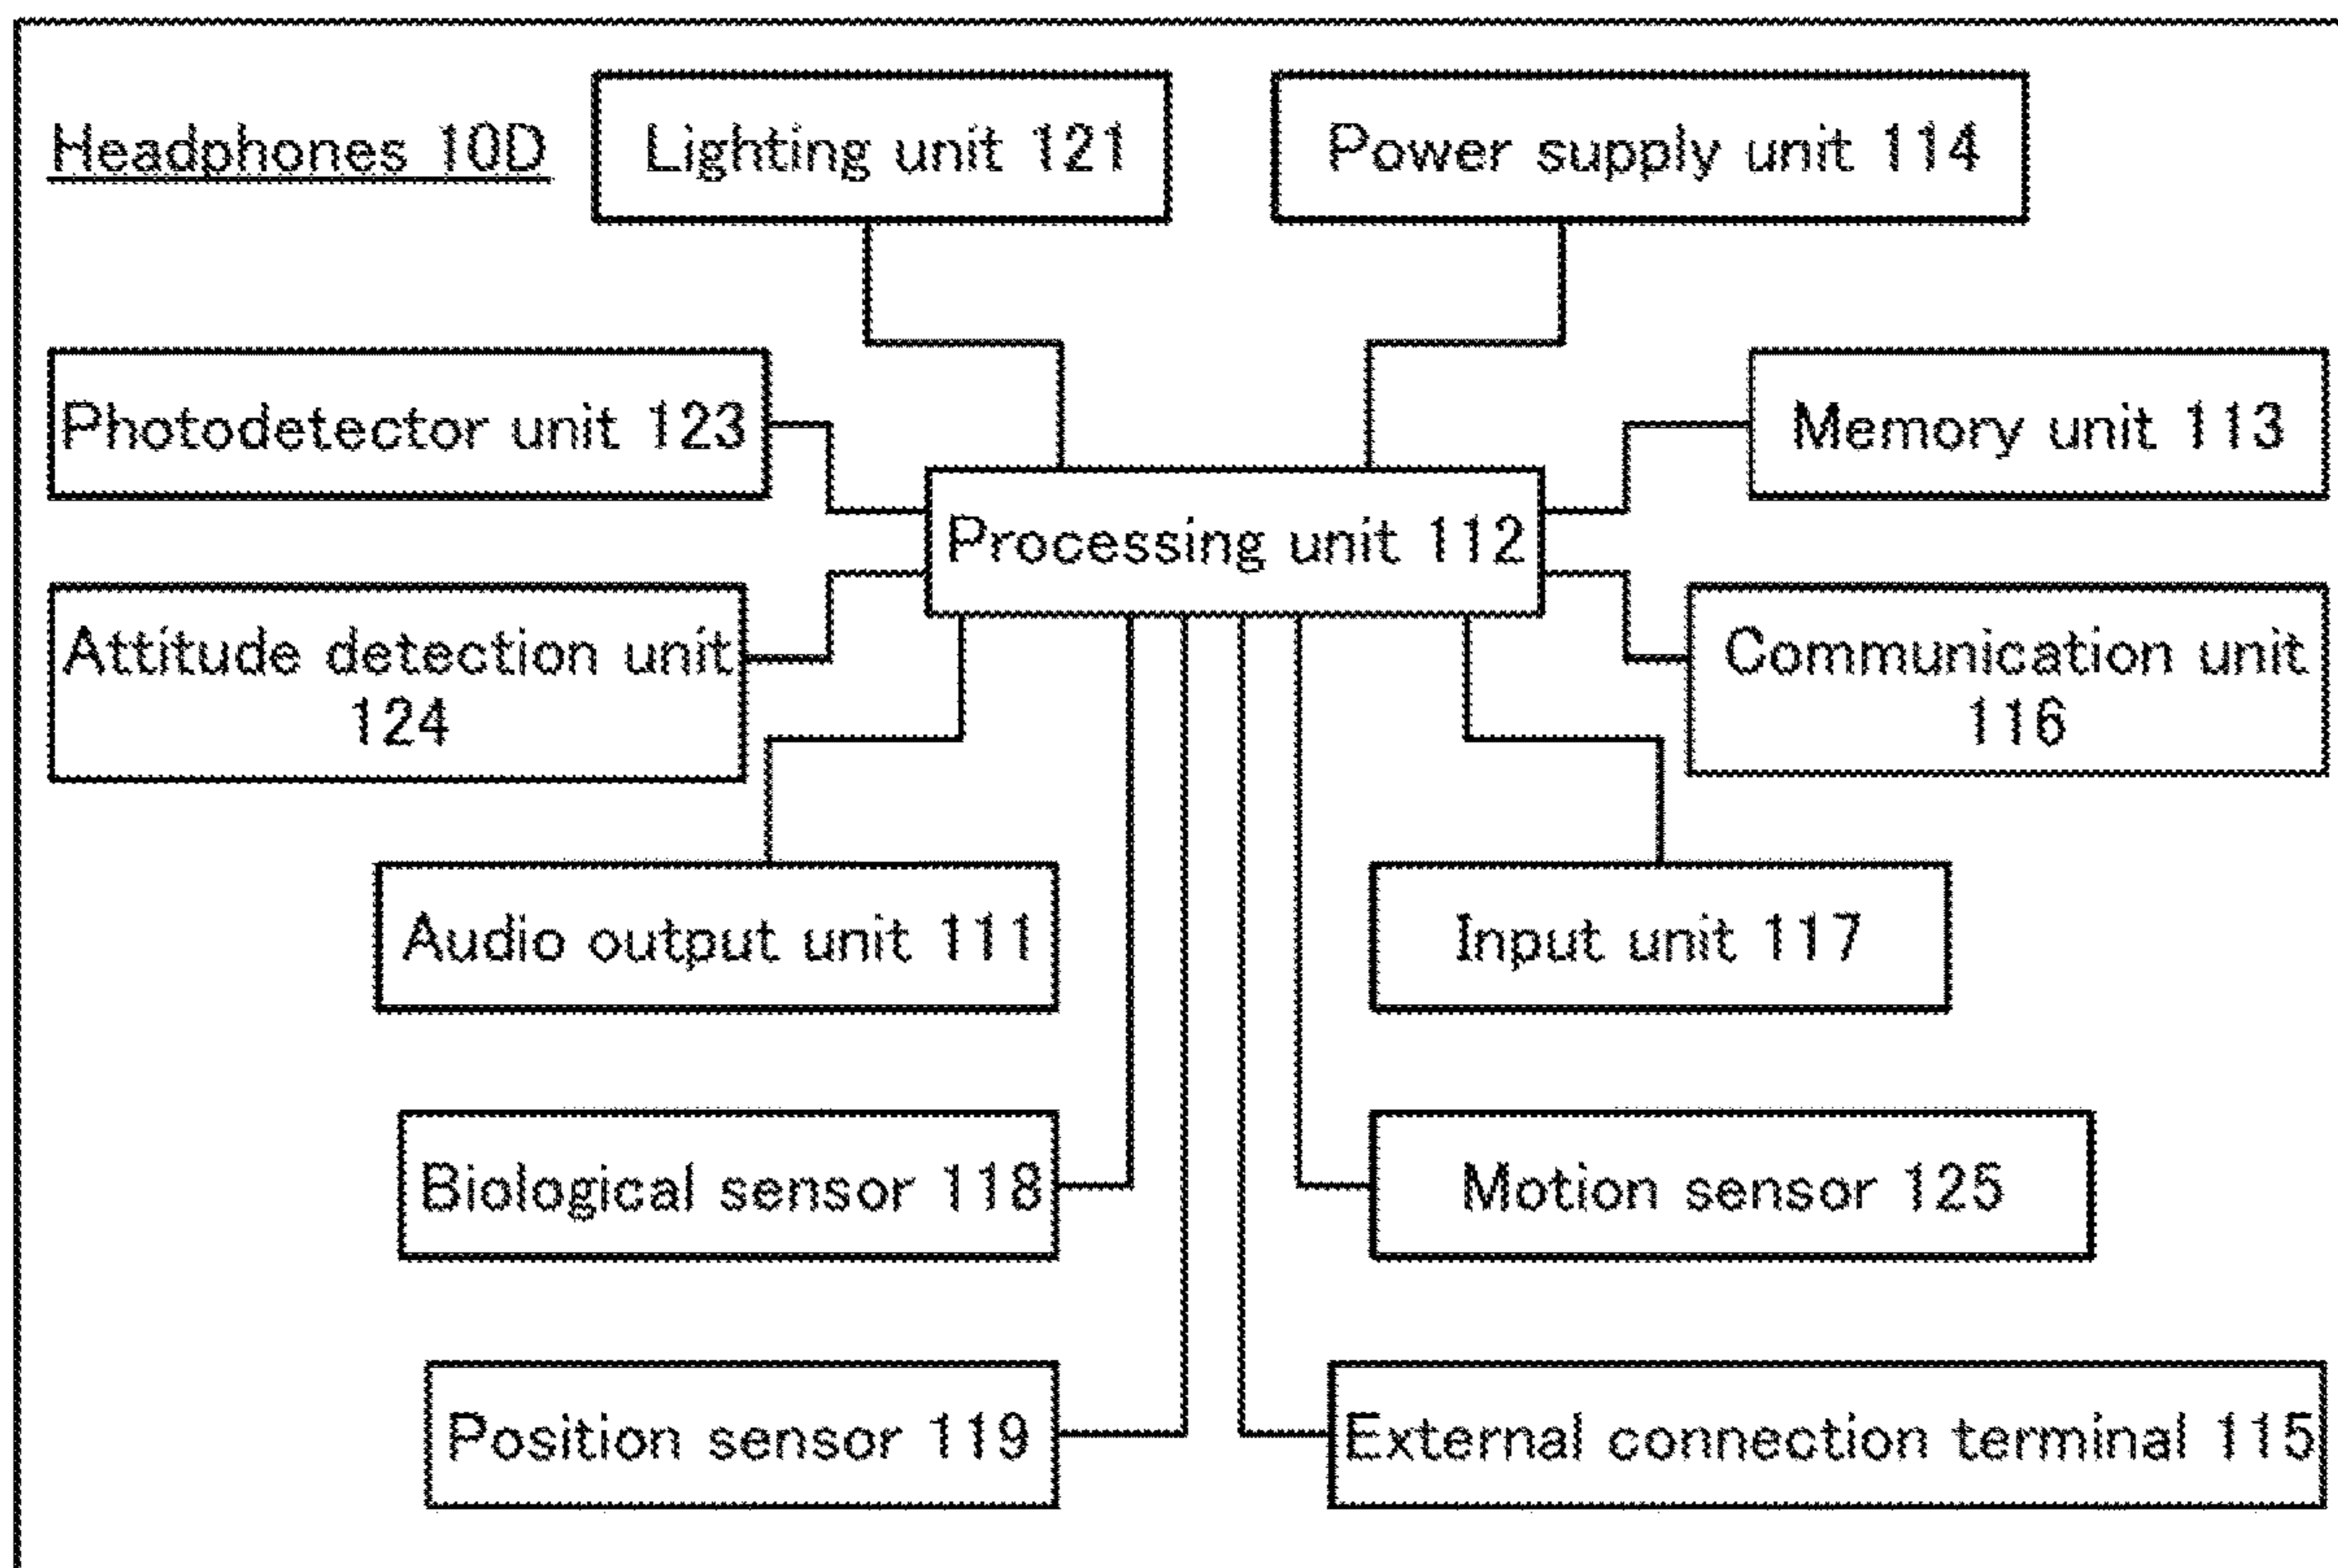 Headphones 10D
Lighting unit 121
Power supply unit 114
Photodetector unit 123
Memory unit 113
Processing unit 112
Attitude detection unit
124
Communication unit
116
Audio output unit 111
Input unit 117
Biological sensor 118
Motion sensor 125
Position sensor 119
External connection terminal 115